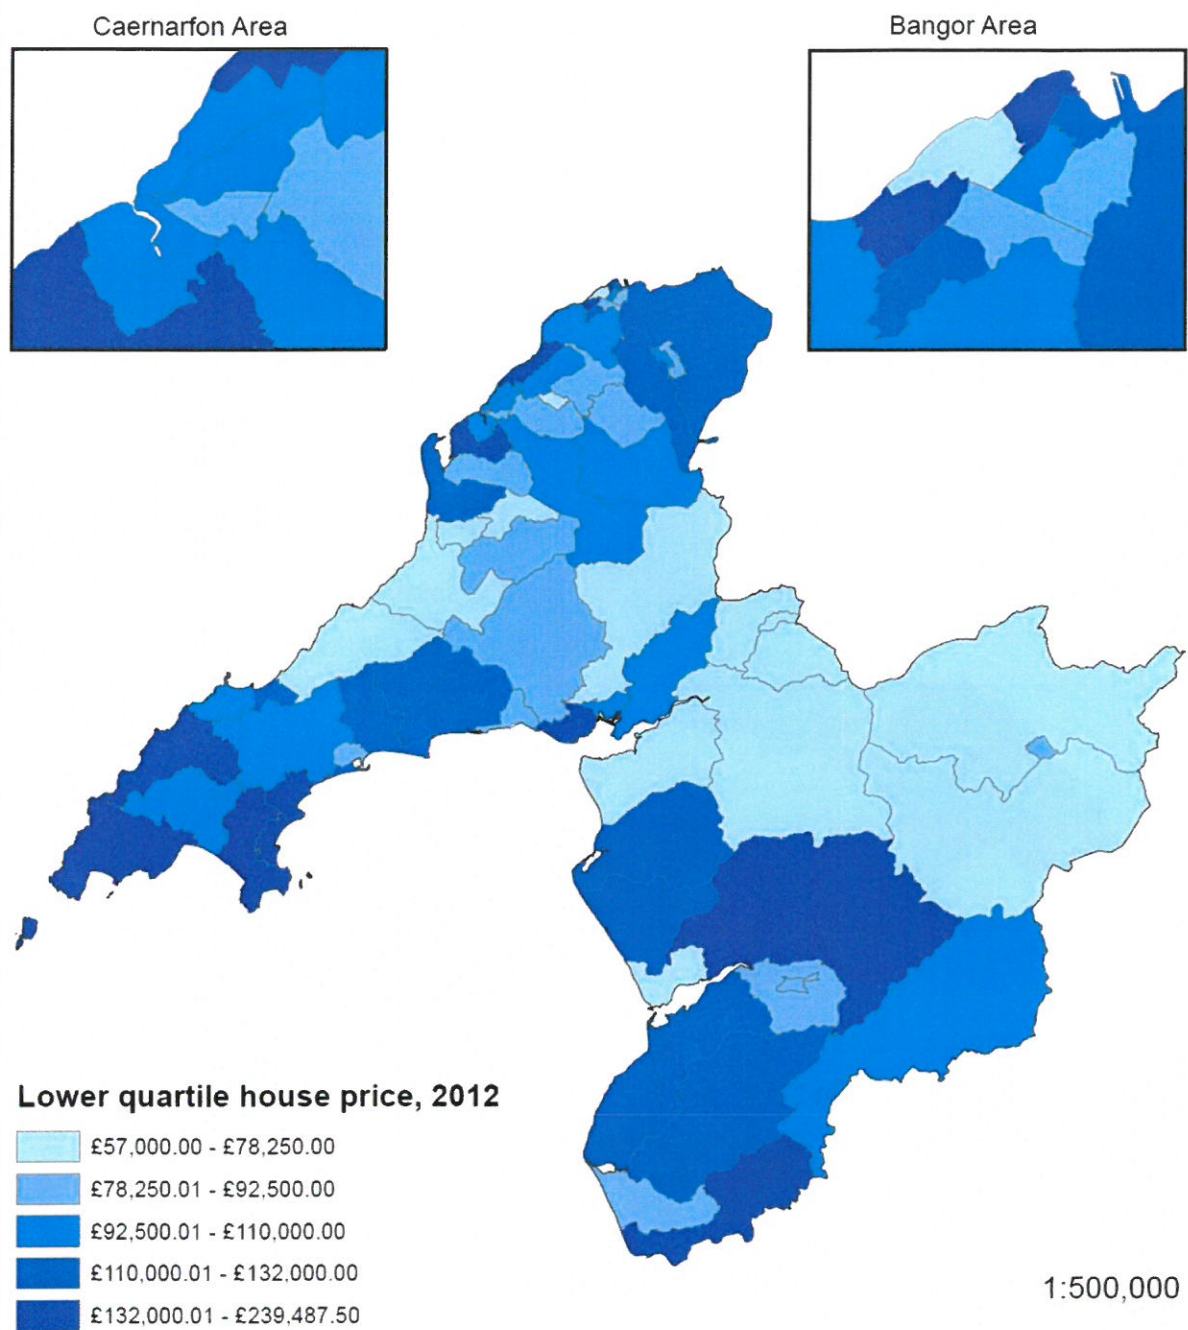 Caernarfon Area
Bangor Area
Lower quartile house price, 2012
£57,000.00 - £78,250.00
£78,250.01 - £92,500.00
£92,500.01 - £110,000.00
£110,000.01 - £132,000.00
£132,000.01 - £239,487.50
1:500,000